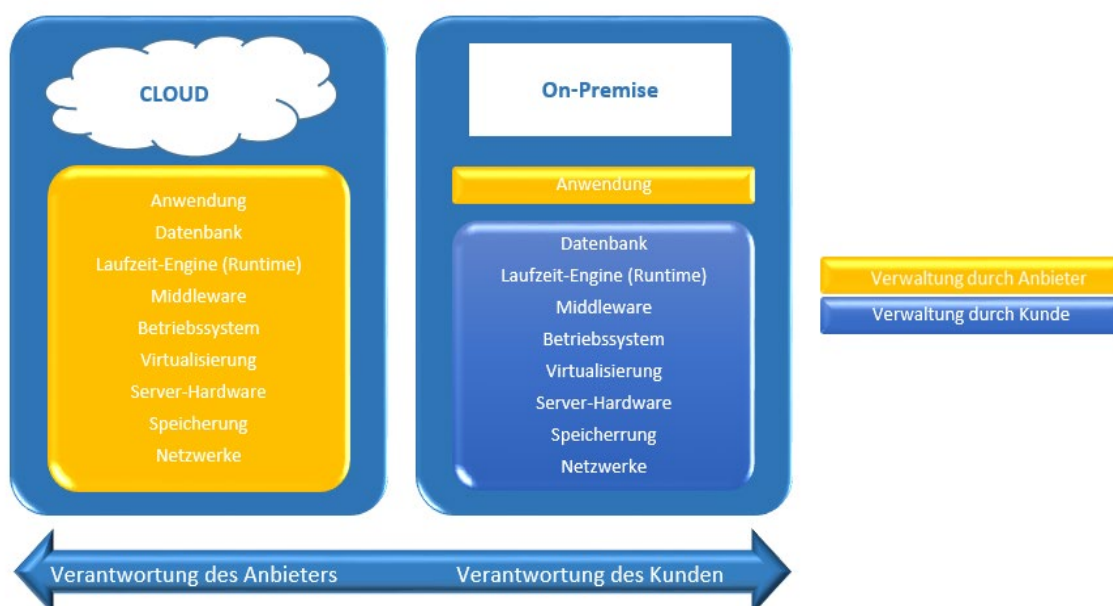 CLOUD
Anwendung
Datenbank
Laufzeit-Engine (Runtime)
Middleware
Betriebssystem
Virtualisierung
Server-Hardware
Speicherung
Netzwerke
On-Premise
Anwendung
Datenbank
Laufzeit-Engine (Runtime)
Middleware
Betriebssystem
Virtualisierung
Server-Hardware
Speicherrung
Netzwerke
Verwaltung durch Anbieter
Verwaltung durch Kunde
Verantwortung des Anbieters
Verantwortung des Kunden